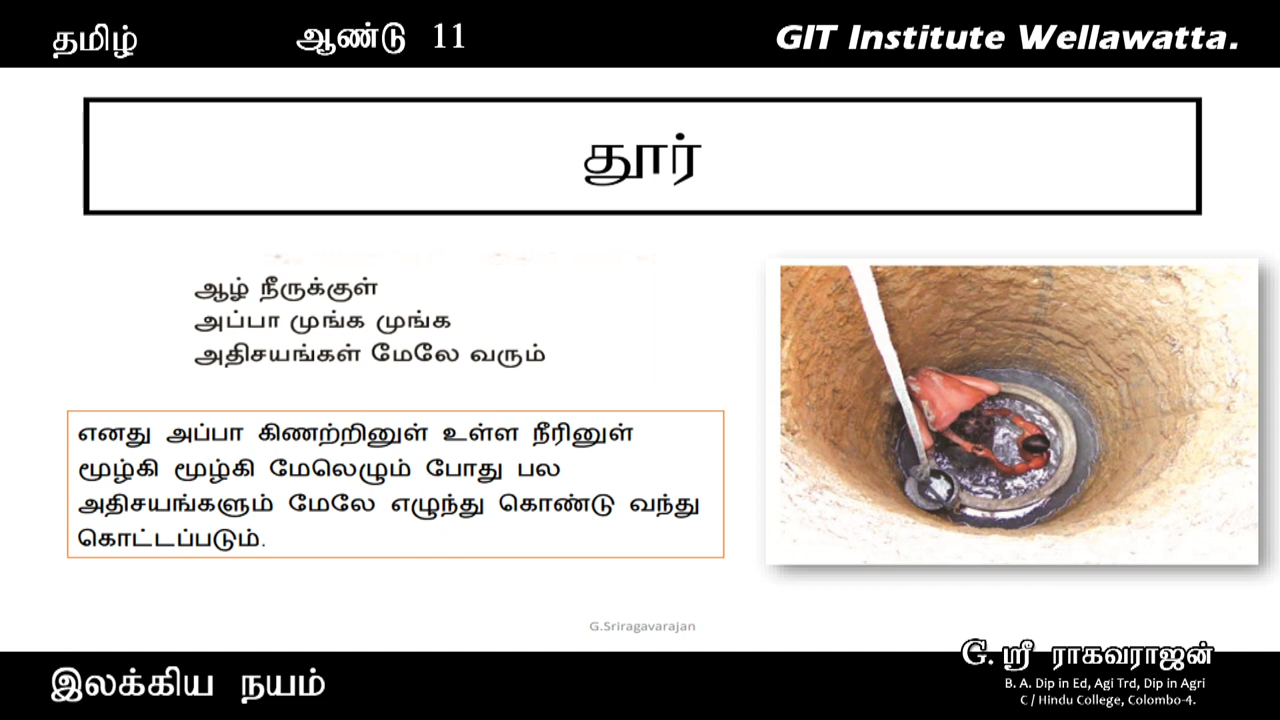 தமிழ்
ஆண்டு 11
GIT Institute Wellawatta.
தூர்
ஆழ் நீருக்குள்
அப்பா முங்க முங்க
அதிசயங்கள் மேலே வரும்
எனது அப்பா கிணற்றினுள் உள்ள நீரினுள்
மூழ்கி மூழ்கி மேலெழும் போது பல
அதிசயங்களும் மேலே எழுந்து கொண்டு வந்து
கொட்டப்படும்.
G.Sriragavarajan
இலக்கிய நயம்
G. ஸ்ரீ ராகவராஜன்
B. A. Dip in Ed, Agi Trd, Dip in Agri
C / Hindu College, Colombo-4.